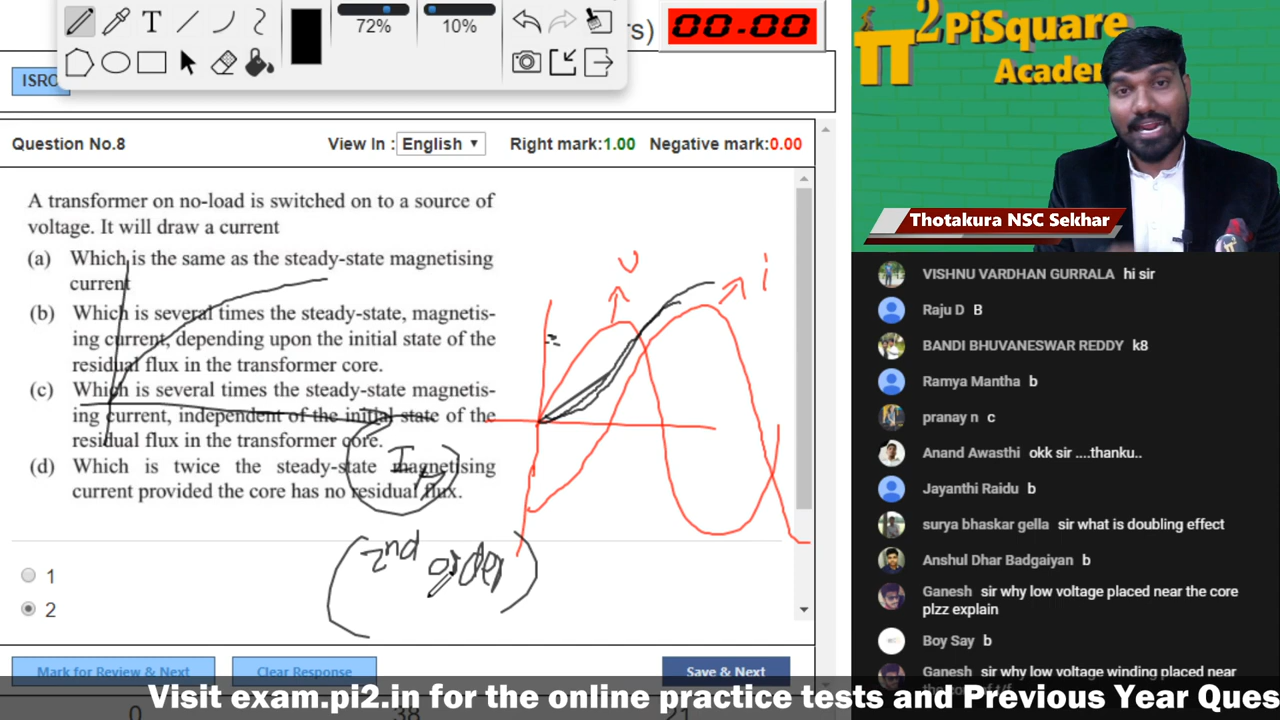 T
72%
10%
s)
00.00
ISRO
Question No.8
View In :
English
Right mark:1.00
Negative mark:0.00
A transformer on no-load is switched on to a source of
voltage. It will draw a current
(a) Which is the same as the steady-state magnetising
current
(b) Which is several times the steady-state, magnetis-
ing current, depending upon the initial state of the
residual flux in the transformer core.
(c) Which is several times the steady-state magnetis-
ing current, independent of the initial state of the
residual flux in the transformer core.
(d) Which is twice the steady-state magnetising
current provided the core has no residual flux.
υ
i
2nd order
1
2
Mark for Review & Next
Clear Response
Save & Next
0
38
21
π2 PiSquare
Academ
Thotakura NSC Sekhar
VISHNU VARDHAN GURRALA hi sir
Raju D B
BANDI BHUVANESWAR REDDY k8
Ramya Mantha b
pranay n c
Anand Awasthi okk sir ....thanku..
Jayanthi Raidu b
surya bhaskar gella sir what is doubling effect
Anshul Dhar Badgaiyan b
Ganesh sir why low voltage placed near the core
plzz explain
Boy Say b
Ganesh sir why low voltage winding placed near
Visit exam.pi2.in for the online practice tests and Previous Year Ques